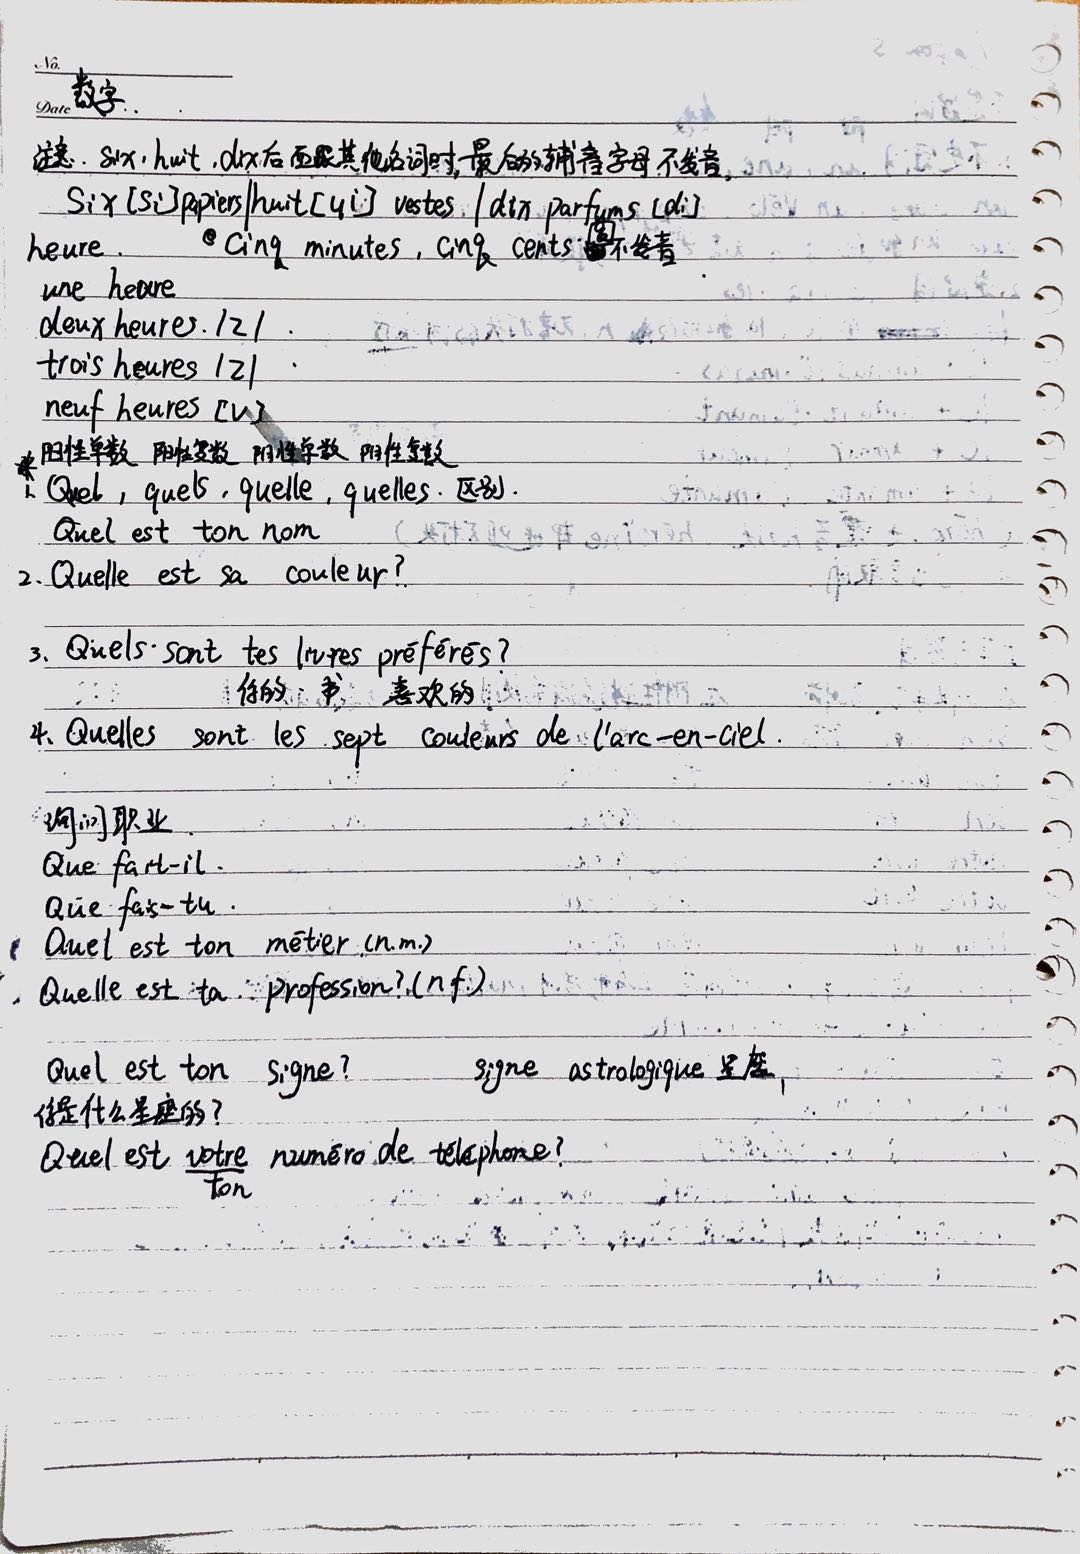 No.
Date 数字
注意. six, huit, dix后面跟其他名词时,最后的辅音字母不发音.
Six [si] papiers/huit [ɥi] vestes / dix parfums [di]
heure. Cinq minutes, cinq cents 不发音
une heure
deux heures. /z/
trois heures /z/
neuf heures [v]
阳性单数 阳性复数 阴性单数 阴性复数
1. Quel, quels, quelle, quelles. 区别.
Quel est ton nom
2. Quelle est sa couleur?
3. Quels sont tes livres préférés?
你的 书 喜欢的
4. Quelles sont les sept couleurs de l'arc-en-ciel.
询问职业
Que fait-il.
Que fais-tu.
Quel est ton métier (n.m.)
Quelle est ta profession? (n f.)
Quel est ton signe? signe astrologique 星座
你是什么星座的?
Quel est votre numéro de téléphone?
ton